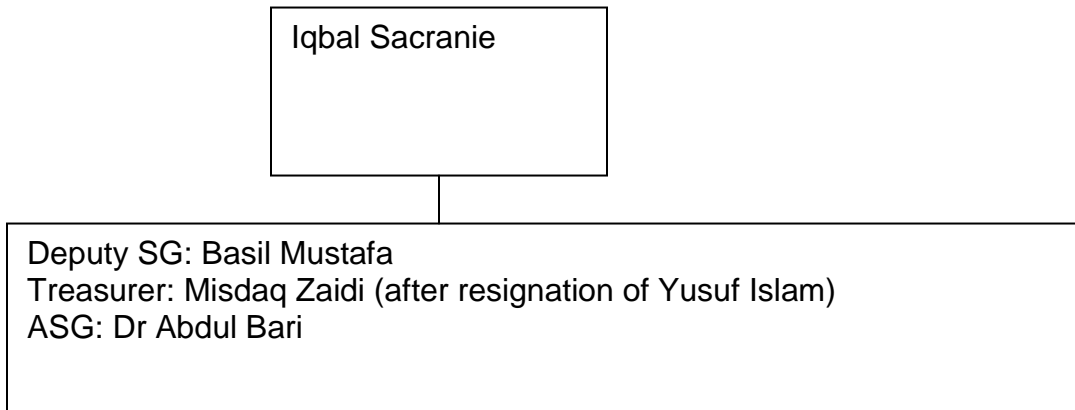 Iqbal Sacranie
Deputy SG: Basil Mustafa
Treasurer: Misdaq Zaidi (after resignation of Yusuf Islam)
ASG: Dr Abdul Bari